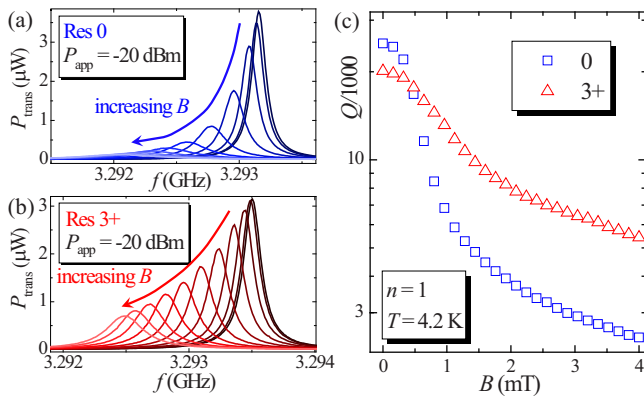 (a)
Res 0
P_app = -20 dBm
increasing B
P_trans (μW)
3
2
1
0
3.292
3.293
f (GHz)
(b)
Res 3+
P_app = -20 dBm
increasing B
P_trans (μW)
3
2
1
0
3.292
3.293
3.294
f (GHz)
(c)
Q/1000
10
3
0
3+
n = 1
T = 4.2 K
0
1
2
3
4
B (mT)